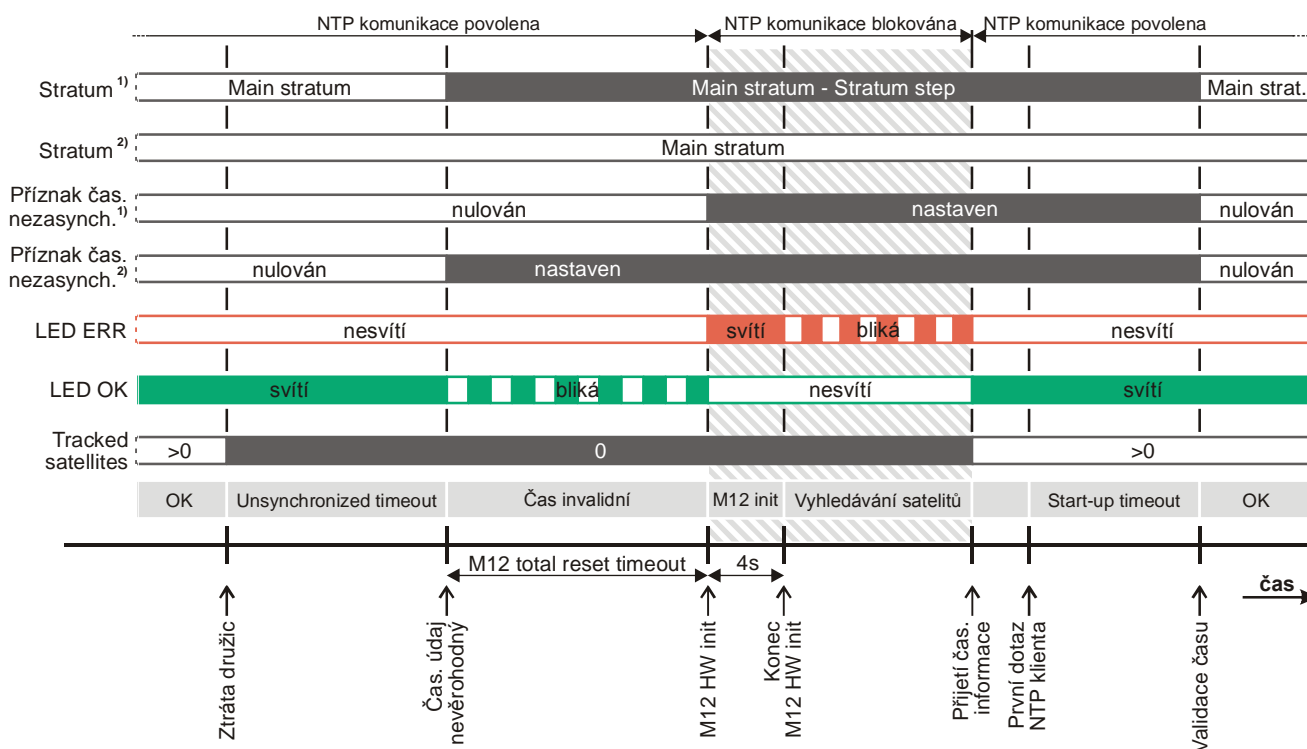 NTP komunikace povolena NTP komunikace blokována NTP komunikace povolena
Stratum 1) Main stratum Main stratum - Stratum step Main strat.
Stratum 2) Main stratum
Příznak čas.
nezasynch.1) nulován nastaven nulován
Příznak čas.
nezasynch.2) nulován nastaven nulován
LED ERR nesvítí svítí bliká nesvítí
LED OK svítí bliká nesvítí svítí
Tracked
satellites >0 0 >0
OK Unsynchronized timeout Čas invalidní M12 init Vyhledávání satelitů Start-up timeout OK
M12 total reset timeout 4s
čas
Ztráta družic
Čas. údaj
nevěrohodný
M12 HW init
Konec
M12 HW init
Přijetí čas.
informace
První dotaz
NTP klienta
Validace času